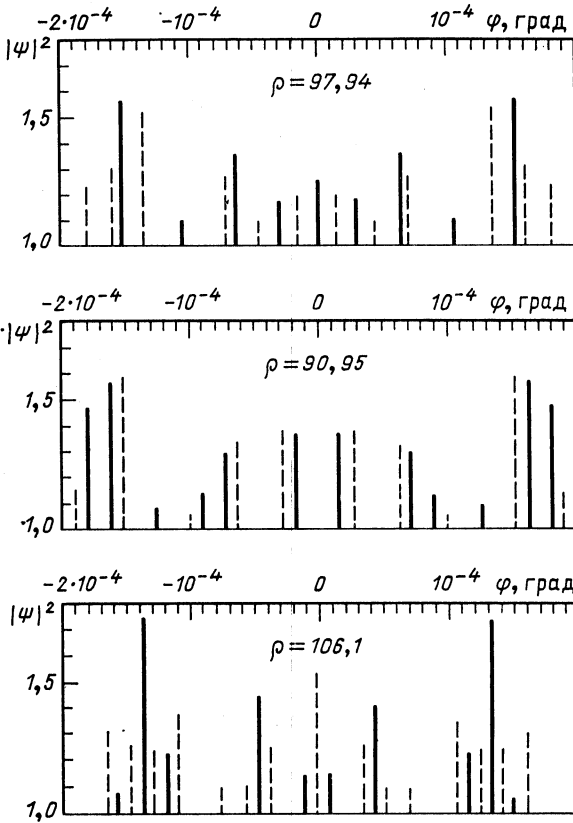 -2·10⁻⁴ -10⁻⁴ 0 10⁻⁴ φ, град
|ψ|²
ρ=97,94
1,5
1,0
-2·10⁻⁴ -10⁻⁴ 0 10⁻⁴ φ, град
|ψ|²
ρ=90,95
1,5
1,0
-2·10⁻⁴ -10⁻⁴ 0 10⁻⁴ φ, град
|ψ|²
ρ=106,1
1,5
1,0